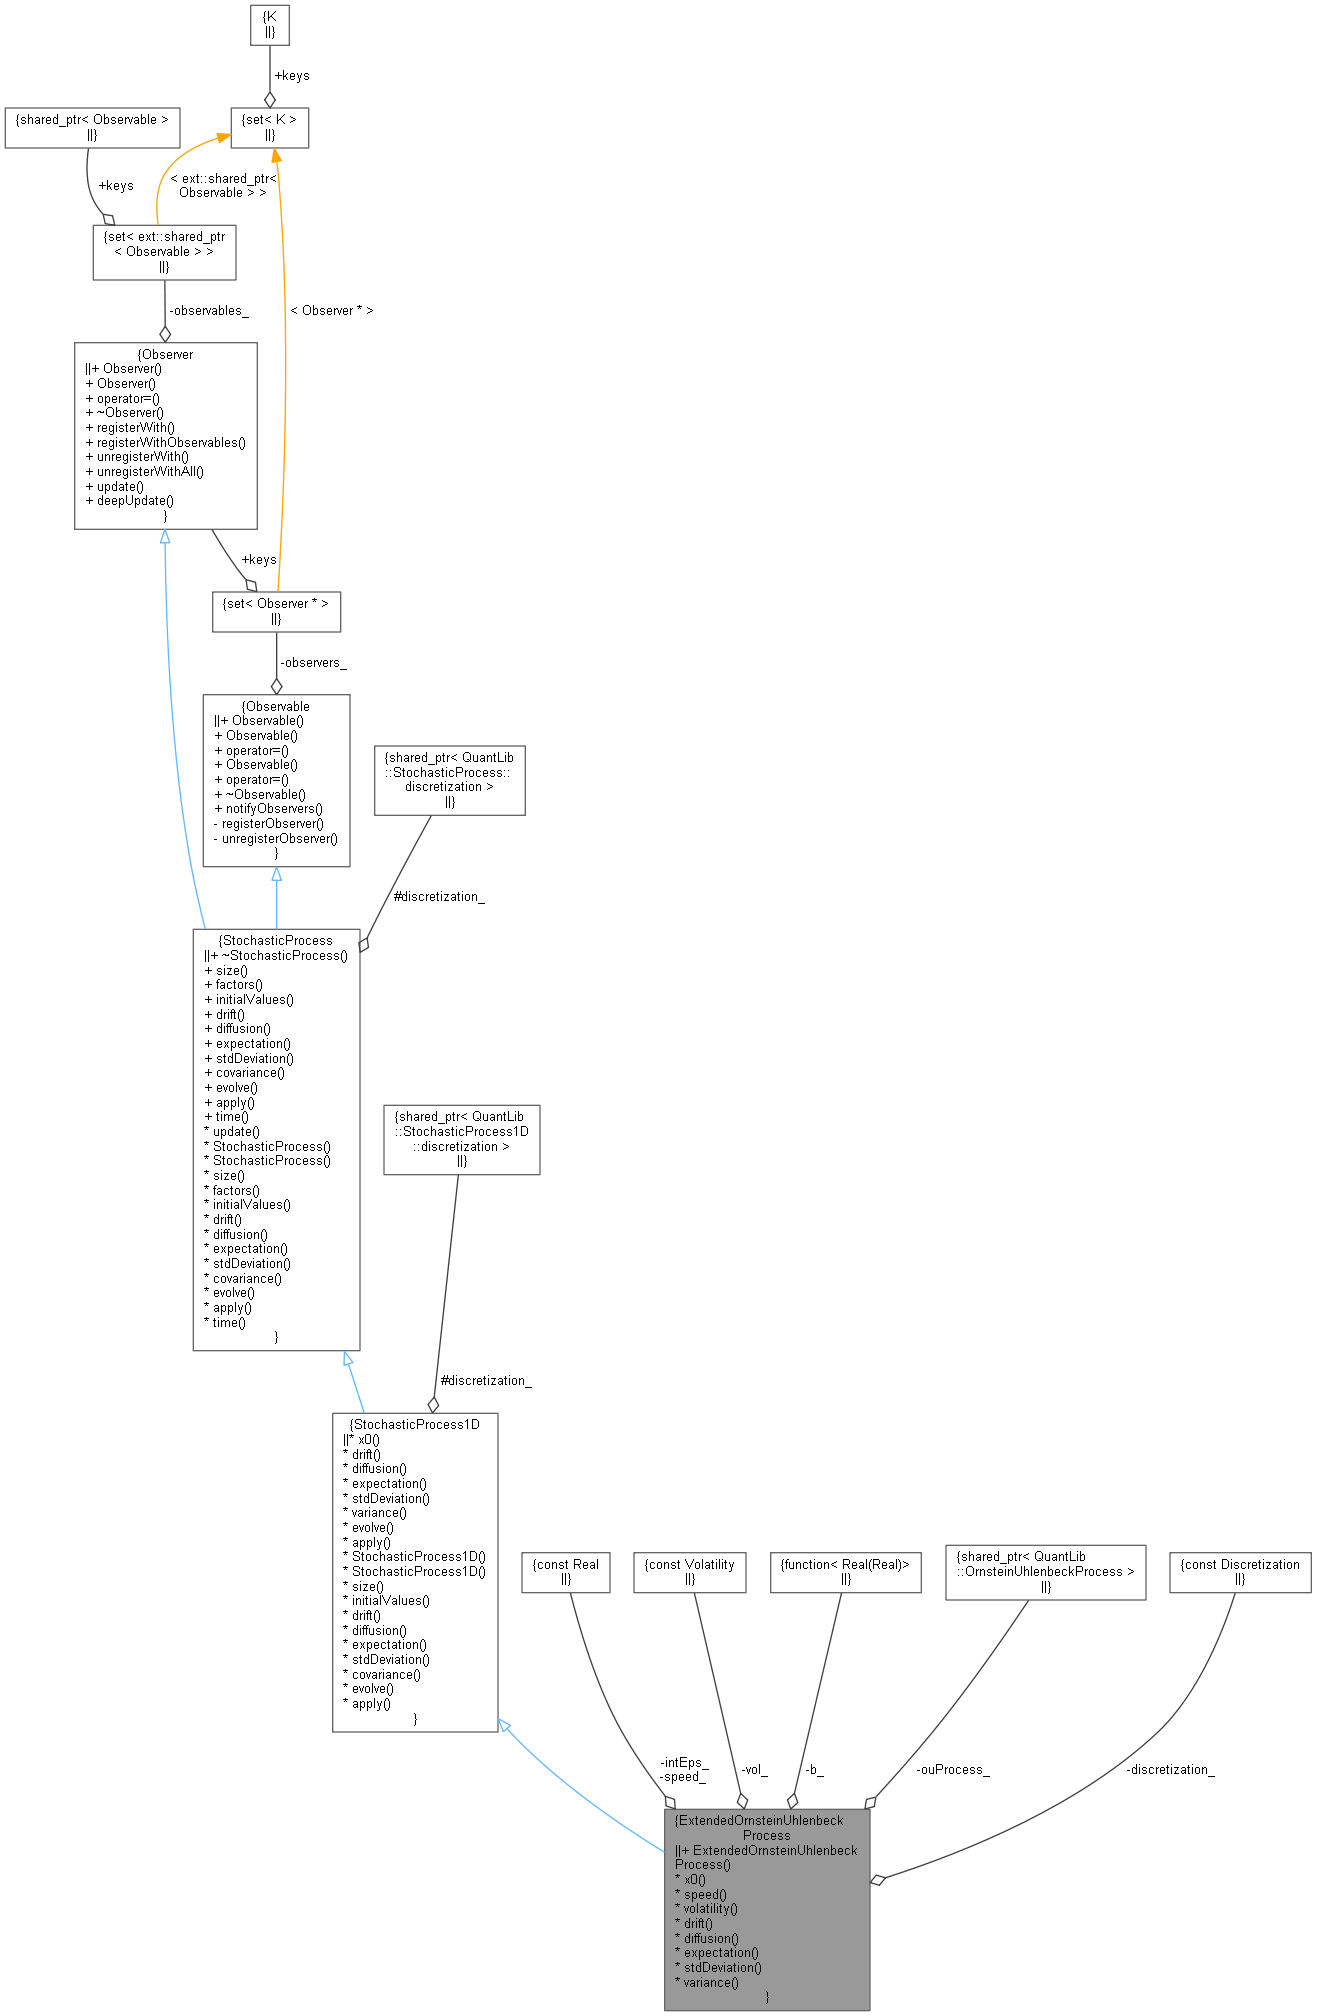 {K
||}
+keys
{shared_ptr< Observable >
||}
{set< K >
||}
+keys
< ext::shared_ptr<
Observable > >
{set< ext::shared_ptr
< Observable > >
||}
-observables_
< Observer * >
{Observer
||+ Observer()
+ Observer()
+ operator=()
+ ~Observer()
+ registerWith()
+ registerWithObservables()
+ unregisterWith()
+ unregisterWithAll()
+ update()
+ deepUpdate()
}
+keys
{set< Observer * >
||}
-observers_
{Observable
||+ Observable()
+ Observable()
+ operator=()
+ Observable()
+ operator=()
+ ~Observable()
+ notifyObservers()
- registerObserver()
- unregisterObserver()
}
{shared_ptr< QuantLib
::StochasticProcess::
discretization >
||}
#discretization_
{StochasticProcess
||+ ~StochasticProcess()
+ size()
+ factors()
+ initialValues()
+ drift()
+ diffusion()
+ expectation()
+ stdDeviation()
+ covariance()
+ evolve()
+ apply()
+ time()
* update()
* StochasticProcess()
* StochasticProcess()
* size()
* factors()
* initialValues()
* drift()
* diffusion()
* expectation()
* stdDeviation()
* covariance()
* evolve()
* apply()
* time()
}
{shared_ptr< QuantLib
::StochasticProcess1D
::discretization >
||}
#discretization_
{StochasticProcess1D
||* x0()
* drift()
* diffusion()
* expectation()
* stdDeviation()
* variance()
* evolve()
* apply()
* StochasticProcess1D()
* StochasticProcess1D()
* size()
* initialValues()
* drift()
* diffusion()
* expectation()
* stdDeviation()
* covariance()
* evolve()
* apply()
}
{const Real
||}
{const Volatility
||}
{function< Real(Real)>
||}
{shared_ptr< QuantLib
::OrnsteinUhlenbeckProcess >
||}
{const Discretization
||}
-intEps_
-speed_
-vol_
-b_
-ouProcess_
-discretization_
{ExtendedOrnsteinUhlenbeck
Process
||+ ExtendedOrnsteinUhlenbeck
Process()
* x0()
* speed()
* volatility()
* drift()
* diffusion()
* expectation()
* stdDeviation()
* variance()
}